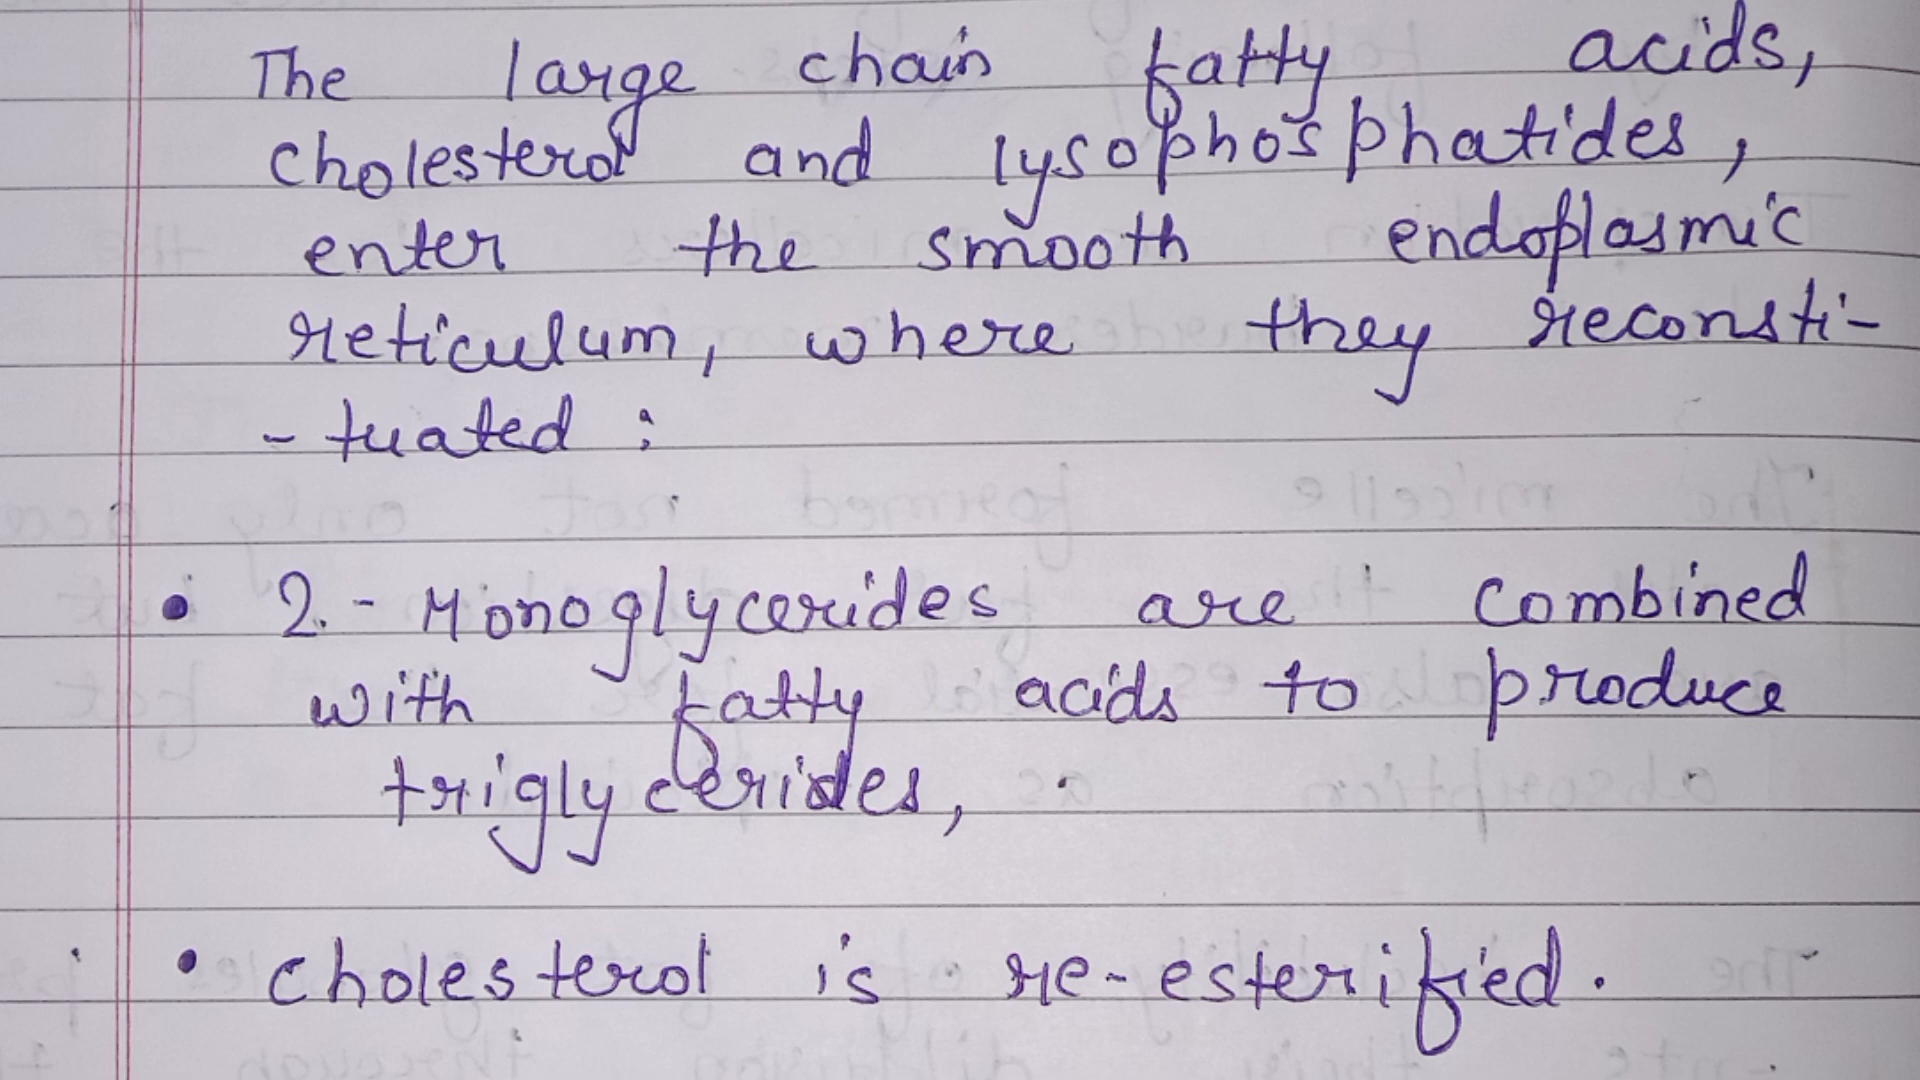 The large chain fatty acids,
cholesterol and lysophosphatides,
enter the smooth endoplasmic
reticulum, where they reconsti-
- tuated :
• 2. - Monoglycerides are combined
with fatty acids to produce
triglycerides,
• cholesterol is re-esterified.